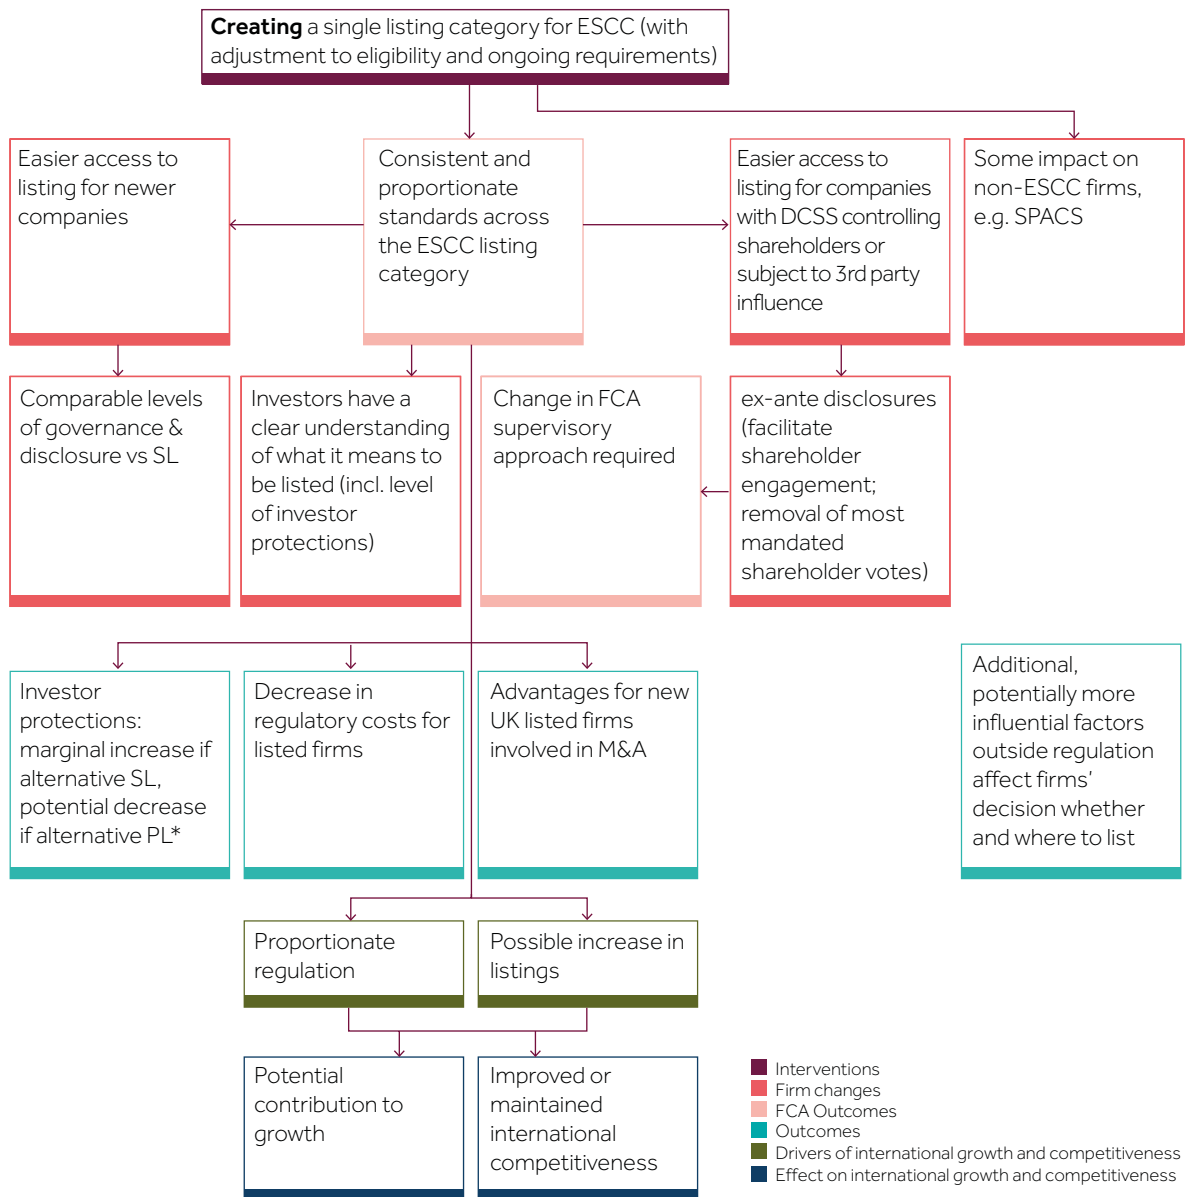 Creating a single listing category for ESCC (with
adjustment to eligibility and ongoing requirements)
Easier access to
listing for newer
companies
Consistent and
proportionate
standards across
the ESCC listing
category
Easier access to
listing for companies
with DCSS controlling
shareholders or
subject to 3rd party
influence
Some impact on
non-ESCC firms,
e.g. SPACS
Comparable levels
of governance &
disclosure vs SL
Investors have a
clear understanding
of what it means to
be listed (incl. level
of investor
protections)
Change in FCA
supervisory
approach required
ex-ante disclosures
(facilitate
shareholder
engagement;
removal of most
mandated
shareholder votes)
Investor
protections:
marginal increase if
alternative SL,
potential decrease
if alternative PL*
Decrease in
regulatory costs for
listed firms
Advantages for new
UK listed firms
involved in M&A
Additional,
potentially more
influential factors
outside regulation
affect firms'
decision whether
and where to list
Proportionate
regulation
Possible increase in
listings
Potential
contribution to
growth
Improved or
maintained
international
competitiveness
Interventions
Firm changes
FCA Outcomes
Outcomes
Drivers of international growth and competitiveness
Effect on international growth and competitiveness